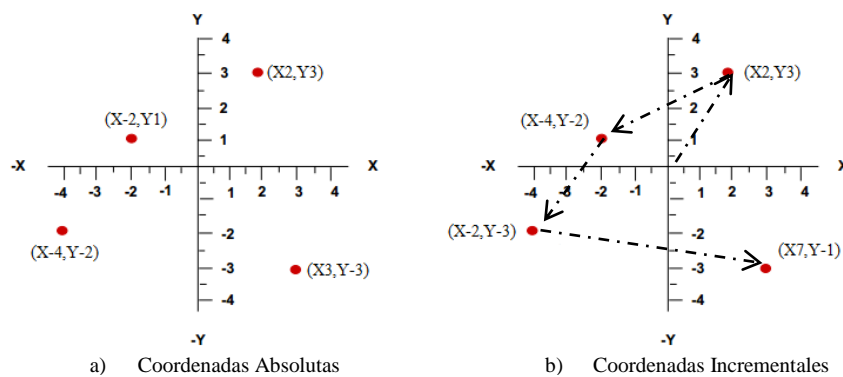 Y
4
3
(X2,Y3)
2
(X-2,Y1)
1
-X
X
-4 -3 -2 -1
1 2 3 4
-1
-2
(X-4,Y-2)
-3
(X3,Y-3)
-4
-Y
a) Coordenadas Absolutas
Y
4
3
(X2,Y3)
2
(X-4,Y-2)
1
-X
X
-4 -3 -2 -1
1 2 3 4
-1
(X-2,Y-3)
-2
(X7,Y-1)
-3
-4
-Y
b) Coordenadas Incrementales